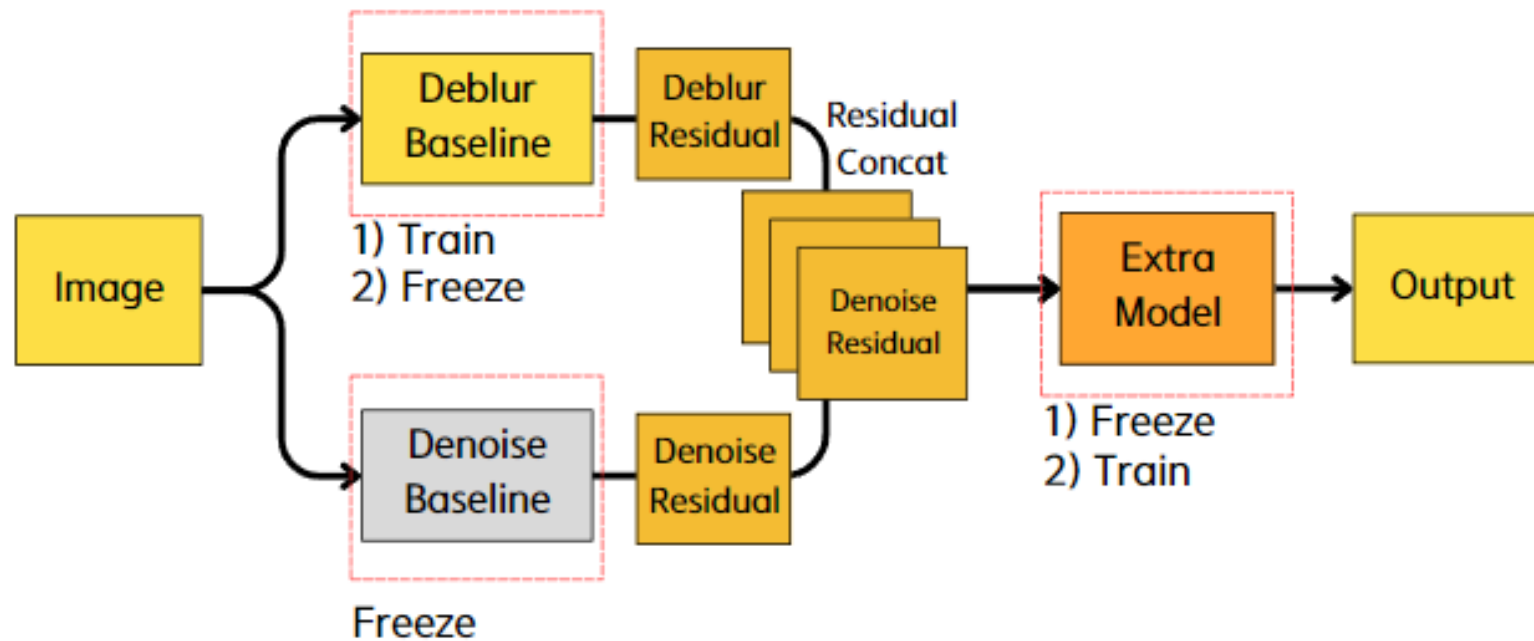 Image
Deblur
Baseline
1) Train
2) Freeze
Deblur
Residual
Residual
Concat
Denoise
Baseline
Freeze
Denoise
Residual
Denoise
Residual
Extra
Model
1) Freeze
2) Train
Output